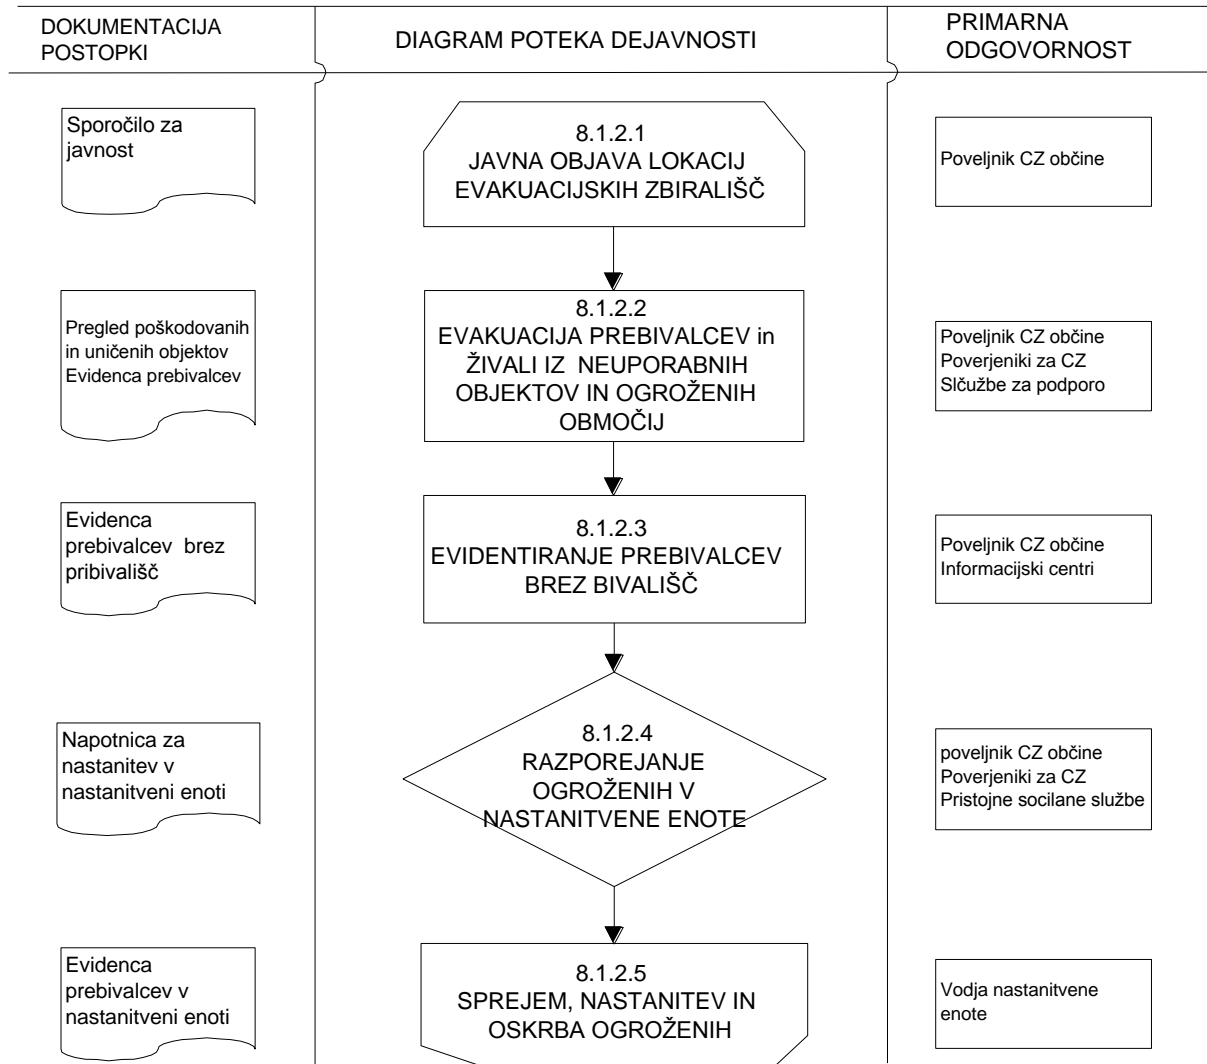 DOKUMENTACIJA
POSTOPKI
DIAGRAM POTEKA DEJAVNOSTI
PRIMARNA
ODGOVORNOST
Sporočilo za
javnost
8.1.2.1
JAVNA OBJAVA LOKACIJ
EVAKUACIJSKIH ZBIRALIŠČ
Poveljnik CZ občine
Pregled poškodovanih
in uničenih objektov
Evidenca prebivalcev
8.1.2.2
EVAKUACIJA PREBIVALCEV in
ŽIVALI IZ NEUPORABNIH
OBJEKTOV IN OGROŽENIH
OBMOČIJ
Poveljnik CZ občine
Poverjeniki za CZ
Slčužbe za podporo
Evidenca
prebivalcev brez
pribivališč
8.1.2.3
EVIDENTIRANJE PREBIVALCEV
BREZ BIVALIŠČ
Poveljnik CZ občine
Informacijski centri
Napotnica za
nastanitev v
nastanitveni enoti
8.1.2.4
RAZPOREJANJE
OGROŽENIH V
NASTANITVENE ENOTE
poveljnik CZ občine
Poverjeniki za CZ
Pristojne socilane službe
Evidenca
prebivalcev v
nastanitveni enoti
8.1.2.5
SPREJEM, NASTANITEV IN
OSKRBA OGROŽENIH
Vodja nastanitvene
enote